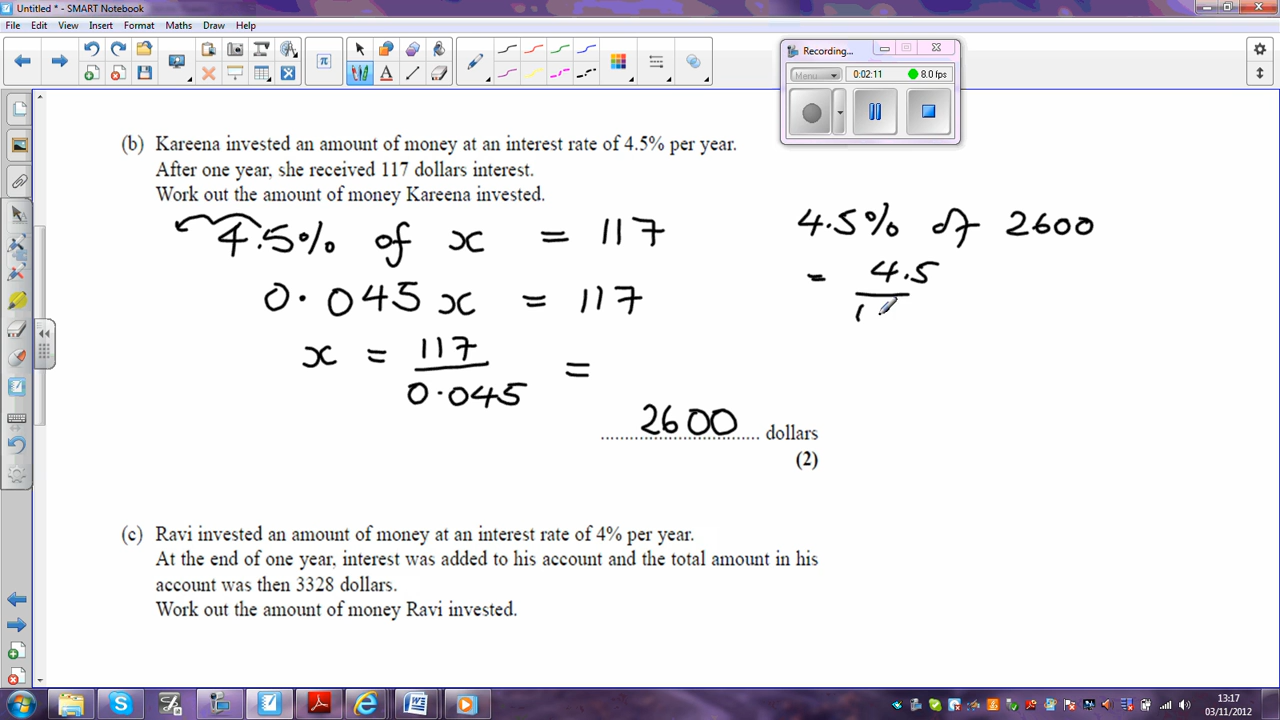 Untitled * - SMART Notebook
File Edit View Insert Format Draw Maths Help
Recording...
Menu 0:02:11 8.0 fps
(b) Kareena invested an amount of money at an interest rate of 4.5% per year.
After one year, she received 117 dollars interest.
Work out the amount of money Kareena invested.
4.5% of x = 117
0.045 x = 117
x = 117
0.045
=
2600 dollars
(2)
4.5% of 2600
= 4.5
1
(c) Ravi invested an amount of money at an interest rate of 4% per year.
At the end of one year, interest was added to his account and the total amount in his
account was then 3328 dollars.
Work out the amount of money Ravi invested.
13:17
03/11/2012